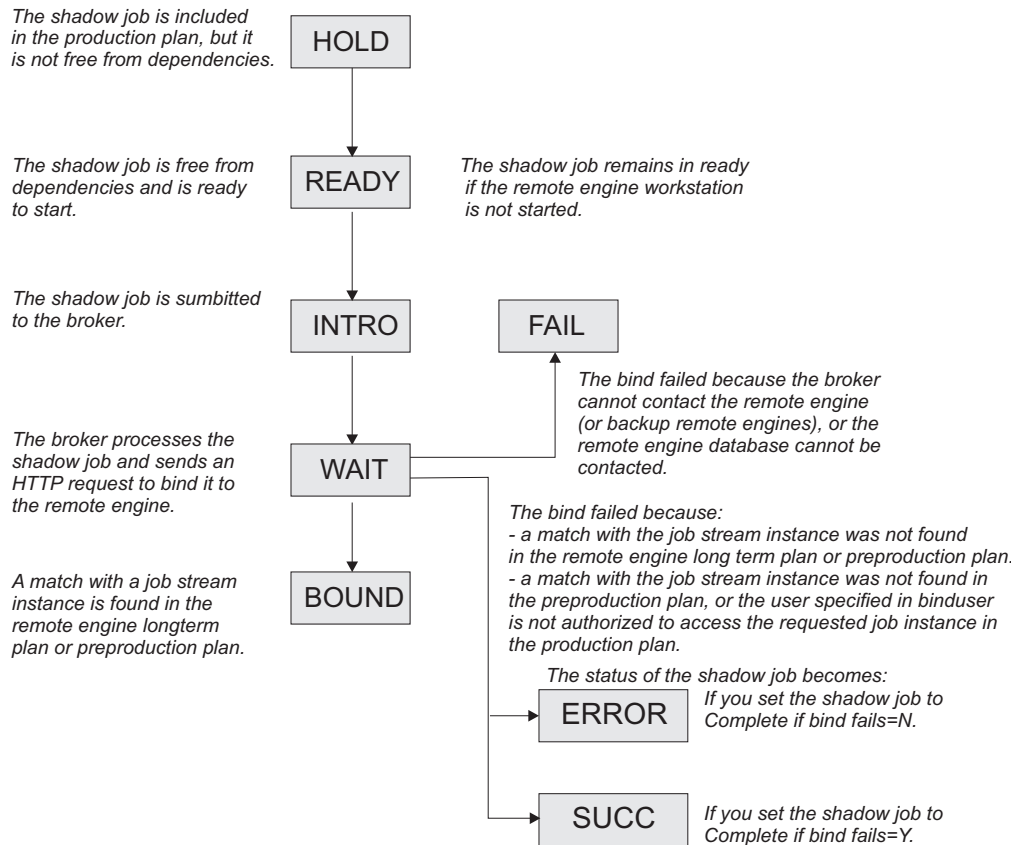 The shadow job is included
in the production plan, but it
is not free from dependencies.
HOLD
The shadow job is free from
dependencies and is ready
to start.
READY
The shadow job remains in ready
if the remote engine workstation
is not started.
The shadow job is sumbitted
to the broker.
INTRO
FAIL
The bind failed because the broker
cannot contact the remote engine
(or backup remote engines), or the
remote engine database cannot be
contacted.
The broker processes the
shadow job and sends an
HTTP request to bind it to
the remote engine.
WAIT
The bind failed because:
- a match with the job stream instance was not found
in the remote engine long term plan or preproduction plan.
- a match with the job stream instance was not found in
the preproduction plan, or the user specified in binduser
is not authorized to access the requested job instance in
the production plan.
A match with a job stream
instance is found in the
remote engine longterm
plan or preproduction plan.
BOUND
The status of the shadow job becomes:
ERROR
If you set the shadow job to
Complete if bind fails=N.
SUCC
If you set the shadow job to
Complete if bind fails=Y.